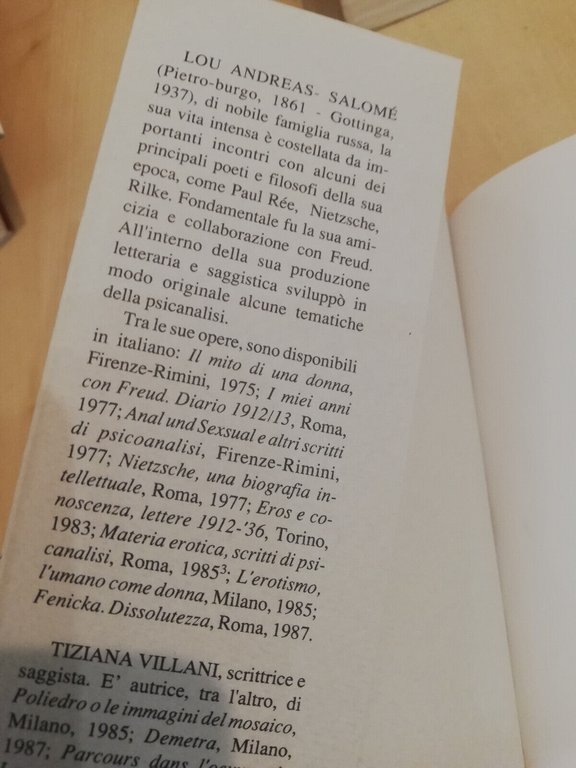 LOU ANDREAS- SALOMÉ
(Pietro-burgo, 1861 - Gottinga,
1937), di nobile famiglia russa, la
sua vita intensa è costellata da im-
portanti incontri con alcuni dei
principali poeti e filosofi della sua
epoca, come Paul Rée, Nietzsche,
Rilke. Fondamentale fu la sua ami-
cizia e collaborazione con Freud.
All'interno della sua produzione
letteraria e saggistica sviluppò in
modo originale alcune tematiche
della psicanalisi.
Tra le sue opere, sono disponibili
in italiano: Il mito di una donna,
Firenze-Rimini, 1975; I miei anni
con Freud. Diario 1912/13, Roma,
1977; Anal und Sexsual e altri scritti
di psicoanalisi, Firenze-Rimini,
1977; Nietzsche, una biografia in-
tellettuale, Roma, 1977; Eros e co-
noscenza, lettere 1912-'36, Torino,
1983; Materia erotica, scritti di psi-
canalisi, Roma, 1985³; L'erotismo,
l'umano come donna, Milano, 1985;
Fenicka. Dissolutezza, Roma, 1987.
TIZIANA VILLANI, scrittrice e
saggista. E' autrice, tra l'altro, di
Poliedro o le immagini del mosaico,
Milano, 1985; Demetra, Milano,
1987; Parcours dans